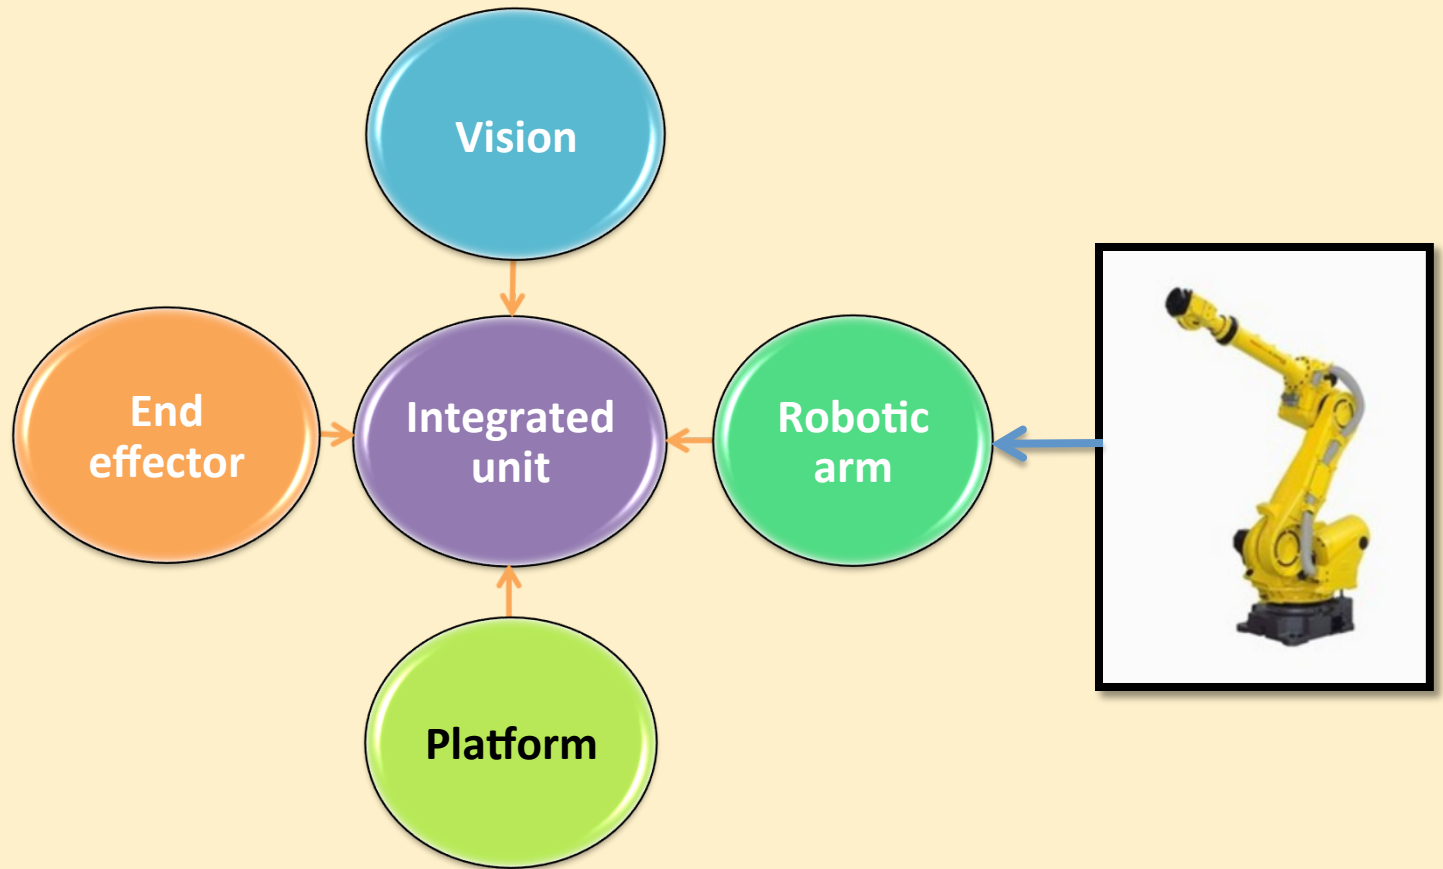 Vision
End
effector
Integrated
unit
Robotic
arm
Platform